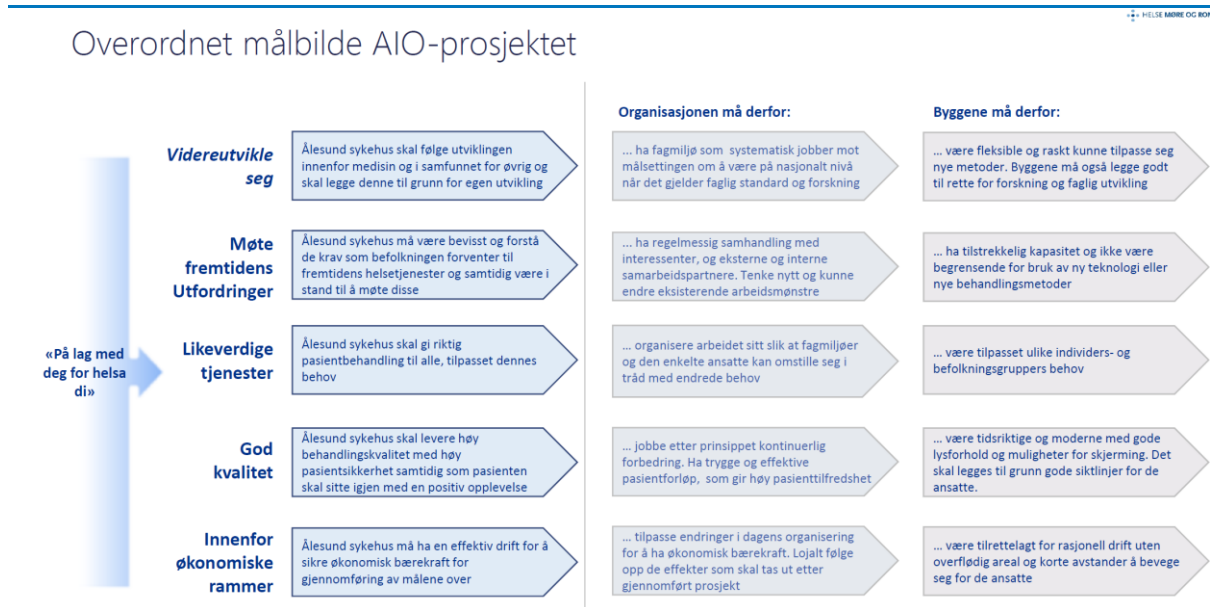 HELSE MØRE OG
Overordnet målbilde AIO-prosjektet
Organisasjonen må derfor:
Byggene må derfor:
«På lag med
deg for helsa
di»
Videreutvikle
seg
Ålesund sykehus skal følge utviklingen
innenfor medisin og i samfunnet for øvrig og
skal legge denne til grunn for egen utvikling
... ha fagmiljø som systematisk jobber mot
målsettingen om å være på nasjonalt nivå
når det gjelder faglig standard og forskning
... være fleksible og raskt kunne tilpasse seg
nye metoder. Byggene må også legge godt
til rette for forskning og faglig utvikling
Møte
fremtidens
Utfordringer
Ålesund sykehus må være bevisst og forstå
de krav som befolkningen forventer til
fremtidens helsetjenester og samtidig være i
stand til å møte disse
... ha regelmessig samhandling med
interessenter, og eksterne og interne
samarbeidspartnere. Tenke nytt og kunne
endre eksisterende arbeidsmønstre
... ha tilstrekkelig kapasitet og ikke være
begrensende for bruk av ny teknologi eller
nye behandlingsmetoder
Likeverdige
tjenester
Ålesund sykehus skal gi riktig
pasientbehandling til alle, tilpasset dennes
behov
... organisere arbeidet sitt slik at fagmiljøer
og den enkelte ansatte kan omstille seg i
tråd med endrede behov
... være tilpasset ulike individers- og
befolkningsgruppers behov
God
kvalitet
Ålesund sykehus skal levere høy
behandlingskvalitet med høy
pasientsikkerhet samtidig som pasienten
skal sitte igjen med en positiv opplevelse
... jobbe etter prinsippet kontinuerlig
forbedring. Ha trygge og effektive
pasientforløp, som gir høy pasienttilfredshet
... være tidsriktige og moderne med gode
lysforhold og muligheter for skjerming. Det
skal legges til grunn gode siktlinjer for de
ansatte.
Innenfor
økonomiske
rammer
Ålesund sykehus må ha en effektiv drift for å
sikre økonomisk bærekraft for
gjennomføring av målene over
... tilpasse endringer i dagens organisering
for å ha økonomisk bærekraft. Lojalt følge
opp de effekter som skal tas ut etter
gjennomført prosjekt
... være tilrettelagt for rasjonell drift uten
overflødig areal og korte avstander å bevege
seg for de ansatte